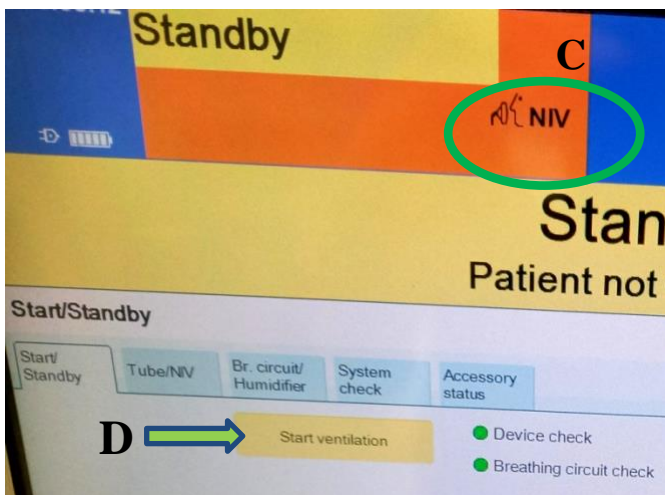 Standby
C
NIV
Stan
Patient not
Start/Standby
Start/
Standby
Tube/NIV
Br. circuit/
Humidifier
System
check
Accessory
status
D
Start ventilation
Device check
Breathing circuit check